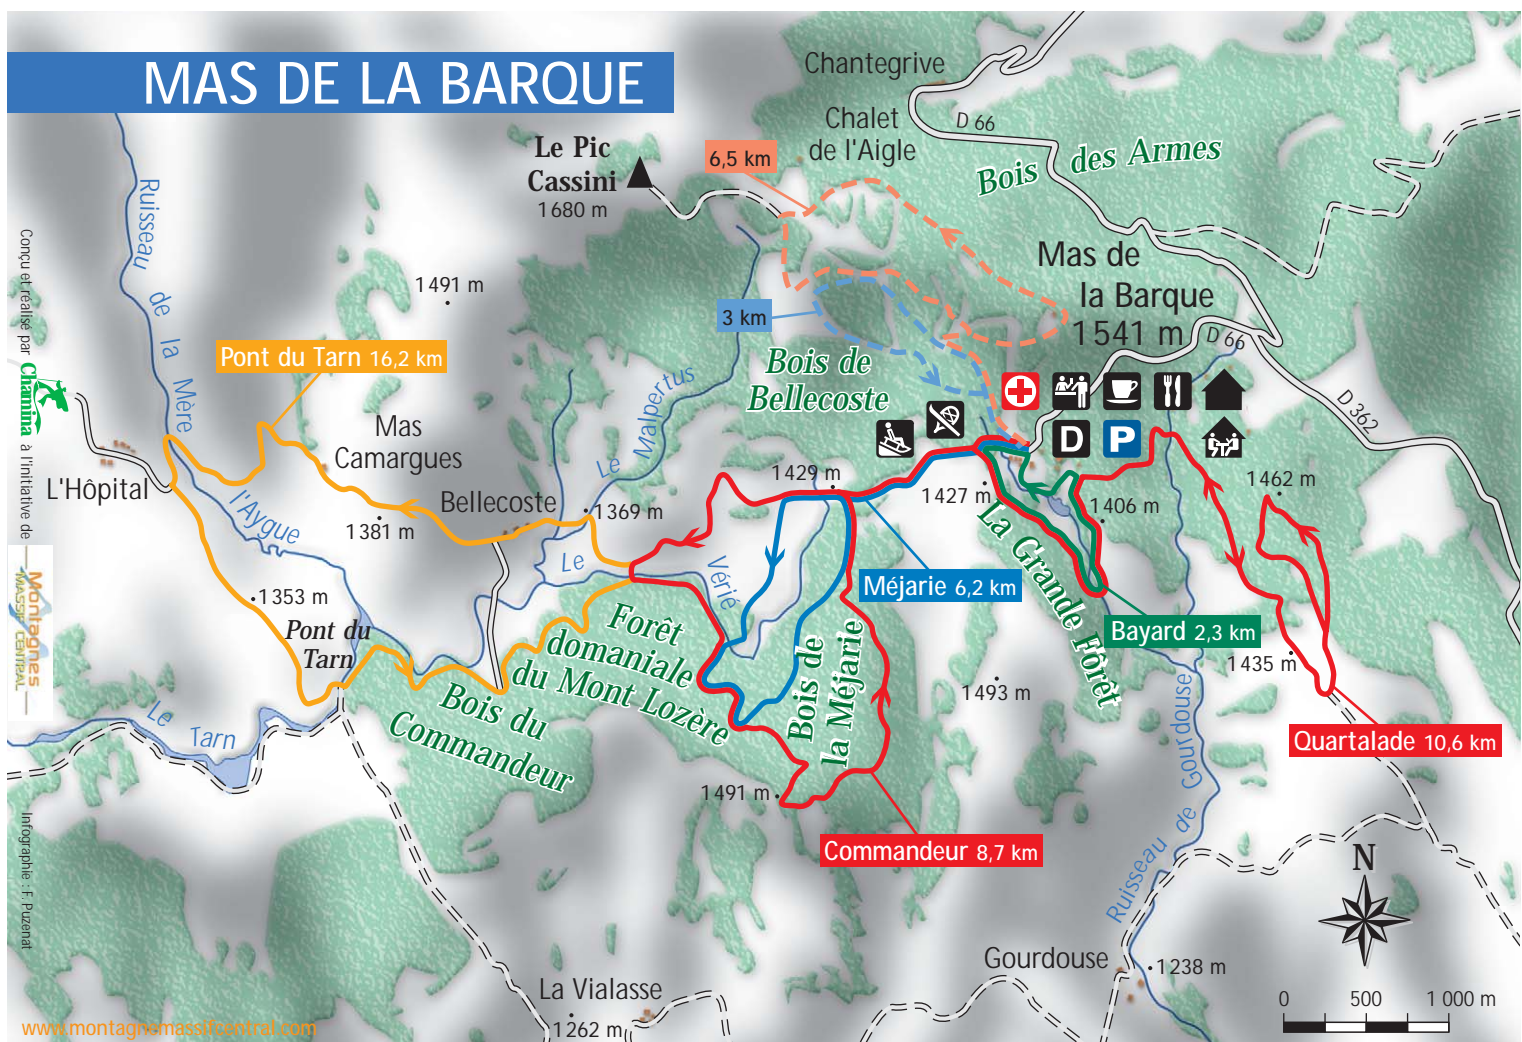 MAS DE LA BARQUE
Chantegrive
Chalet
de l'Aigle
D 66
Bois des Armes
Le Pic
Cassini
1680 m
6,5 km
Mas de
la Barque
1541 m
D 66
D 362
3 km
Bois de
Bellecoste
Ruisseau de la Mère
1491 m
Pont du Tarn 16,2 km
Mas
Camargues
Le Malpertus
L'Hôpital
l'Aygue
1381 m
Bellecoste
1369 m
1429 m
1427 m
D
P
1406 m
1462 m
Le
Vérié
La Grande Forêt
Méjarie 6,2 km
Bayard 2,3 km
1435 m
1353 m
Pont du
Tarn
Forêt
domaniale
du Mont Lozère
Bois de
la Méjarie
1493 m
Bois du
Commandeur
Le Tarn
Quartalade 10,6 km
1491 m
Commandeur 8,7 km
Ruisseau de Gourdouse
N
Gourdouse
1238 m
La Vialasse
1262 m
0 500 1 000 m
Conçu et réalisé par Chamina à l'initiative de
Montagnes
MASSIF CENTRAL
Infographie : F. Puzenat
www.montagnemassifcentral.com